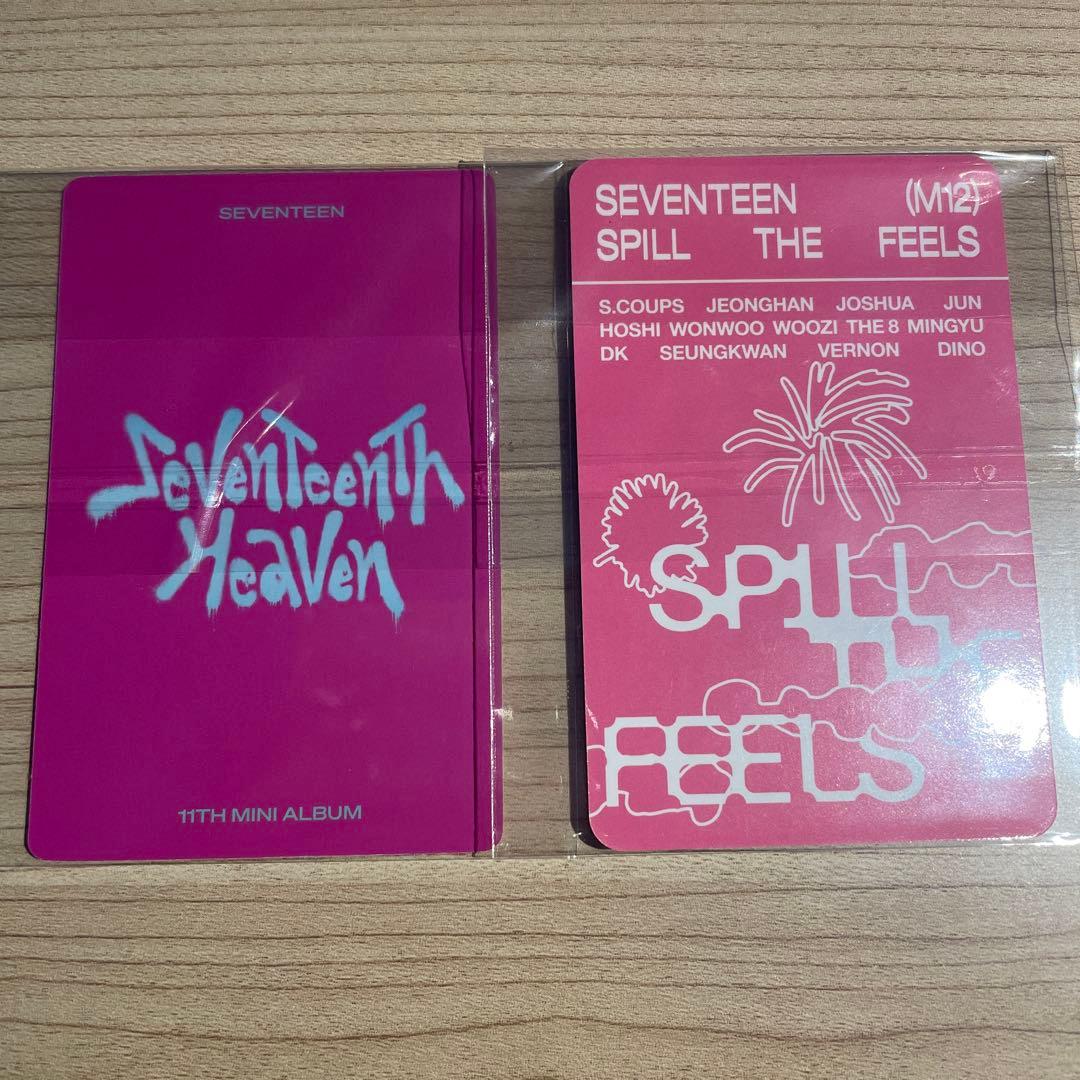 SEVENTEEN
SEVENTEENTH
HEAVEN
11TH MINI ALBUM
SEVENTEEN (M12)
SPILL THE FEELS
S.COUPS JEONGHAN JOSHUA JUN
HOSHI WONWOO WOOZI THE 8 MINGYU
DK SEUNGKWAN VERNON DINO
SPILL
THE
FEELS